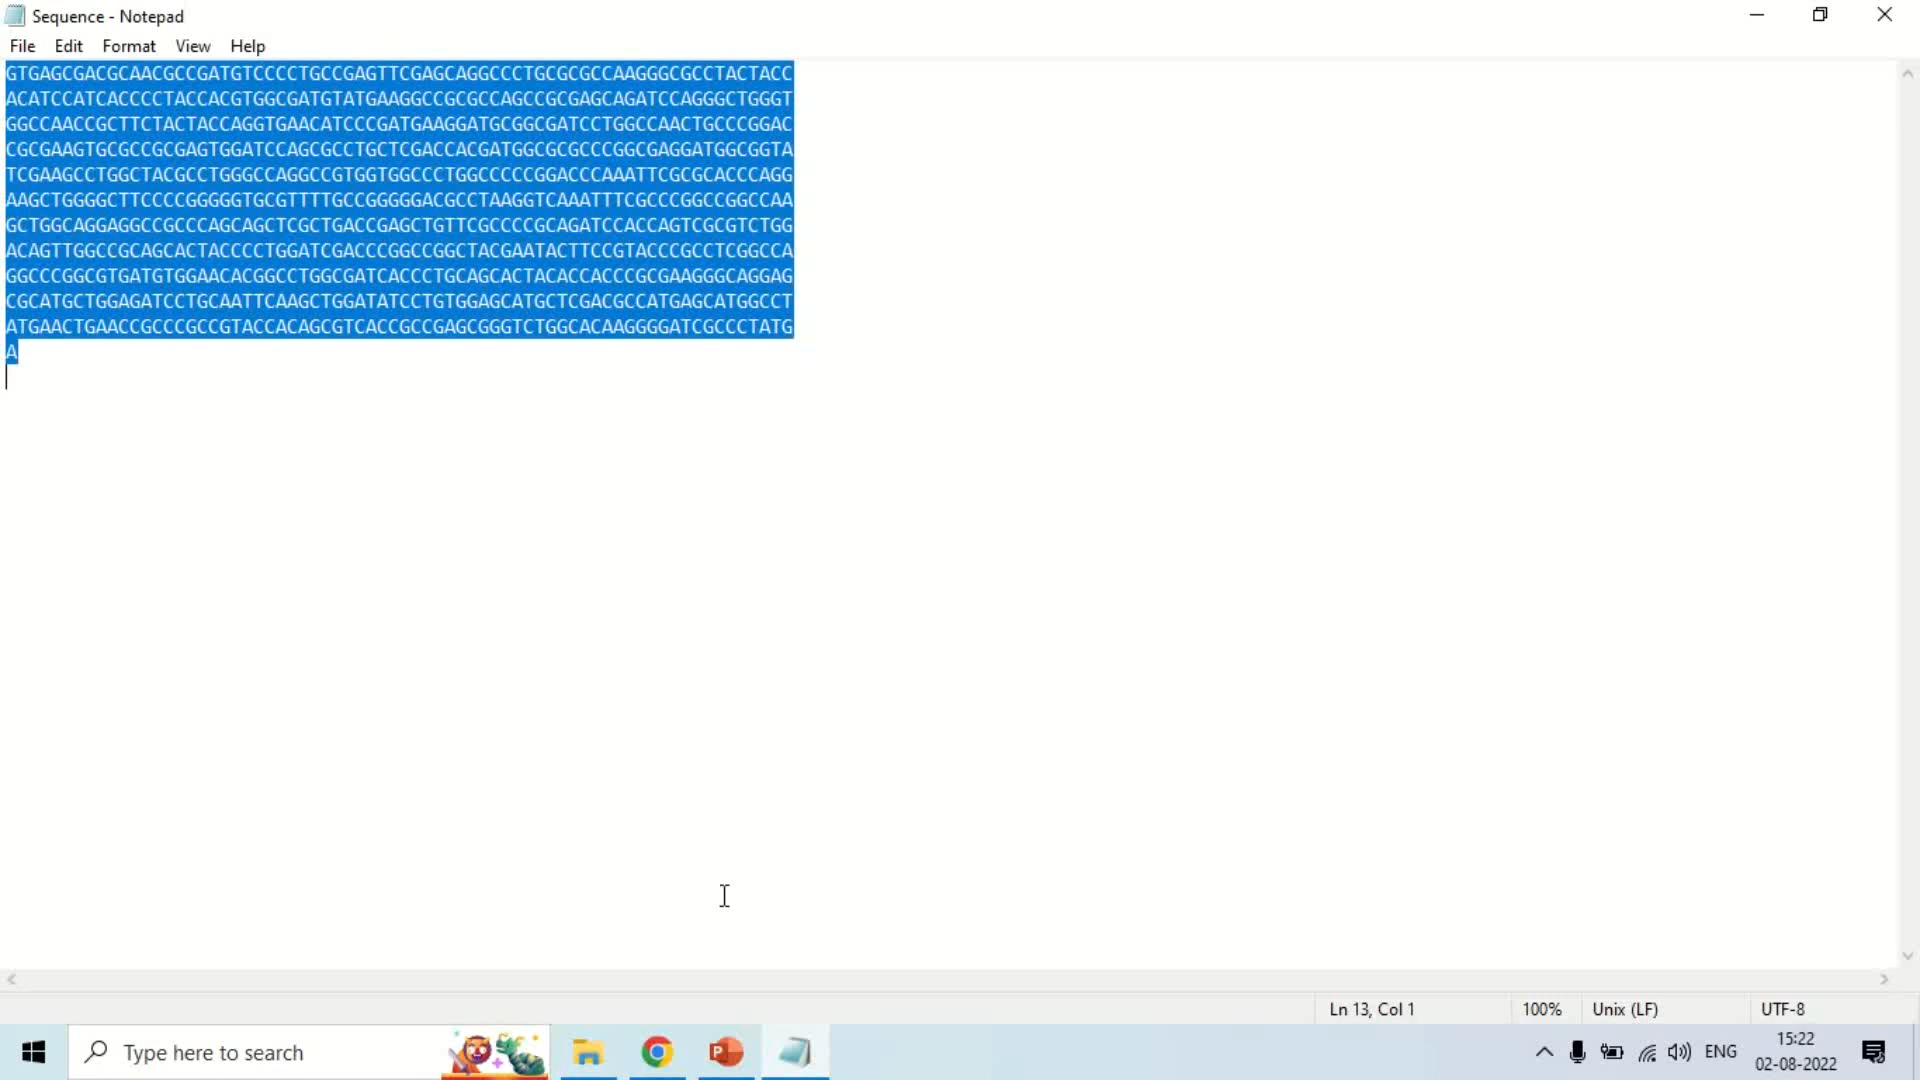 Sequence - Notepad
File Edit Format View Help
GTGAGCGACGCAACGCCGATGTCCCCTGCCGAGTTCGAGCAGGCCCTGCGCGCCAAGGGCGCCTACTACC
ACATCCATCACCCCTACCACGTGGCGATGTATGAAGGCCGCGCCAGCCGCGAGCAGATCCAGGGCTGGGT
GGCCAACCGCTTCTACTACCAGGTGAACATCCCGATGAAGGATGCGGCGATCCTGGCCAACTGCCCGGAC
CGCGAAGTGCGCCGCGAGTGGATCCAGCGCCTGCTCGACCACGATGGCGCGCCCGGCGAGGATGGCGGTA
TCGAAGCCTGGCTACGCCTGGGCCAGGCCGTGGTGGCCCTGGCCCCCGGACCCAAATTCGCGCACCCAGG
AAGCTGGGGCTTCCCCGGGGGTGCGTTTTGCCGGGGGACGCCTAAGGTCAAATTTCGCCCGGCCGGCCAA
GCTGGCAGGAGGCCGCCCAGCAGCTCGCTGACCGAGCTGTTCGCCCCGCAGATCCACCAGTCGCGTCTGG
ACAGTTGGCCGCAGCACTACCCCTGGATCGACCCGGCCGGCTACGAATACTTCCGTACCCGCCTCGGCCA
GGCCCGGCGTGATGTGGAACACGGCCTGGCGATCACCCTGCAGCACTACACCACCCGCGAAGGGCAGGAG
CGCATGCTGGAGATCCTGCAATTCAAGCTGGATATCCTGTGGAGCATGCTCGACGCCATGAGCATGGCCT
ATGAACTGAACCGCCCGCCGTACCACAGCGTCACCGCCGAGCGGGTCTGGCACAAGGGGATCGCCCTATG
A
Ln 13, Col 1 100% Unix (LF) UTF-8
Type here to search
ENG
15:22
02-08-2022